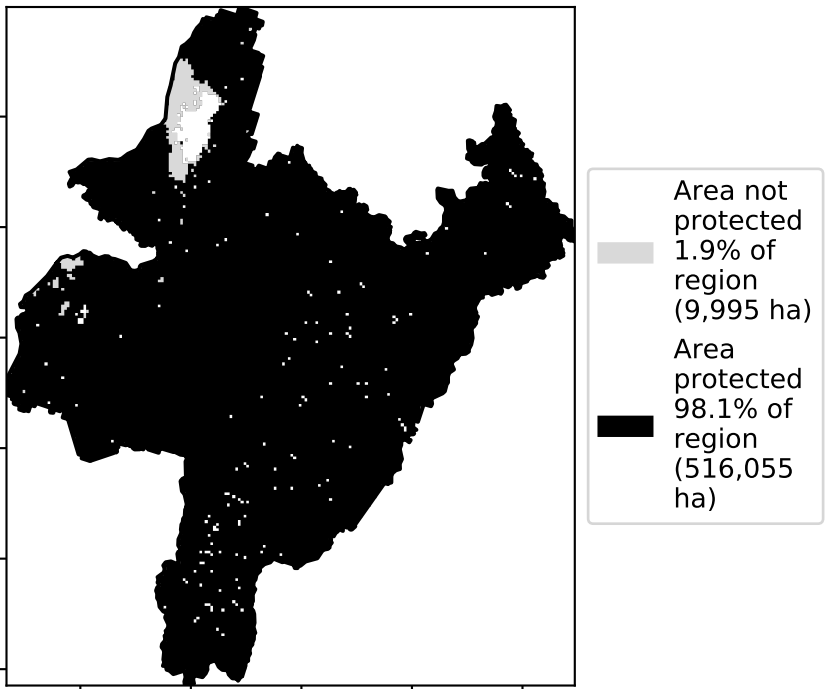 Area not
protected
1.9% of
region
(9,995 ha)
Area
protected
98.1% of
region
(516,055
ha)